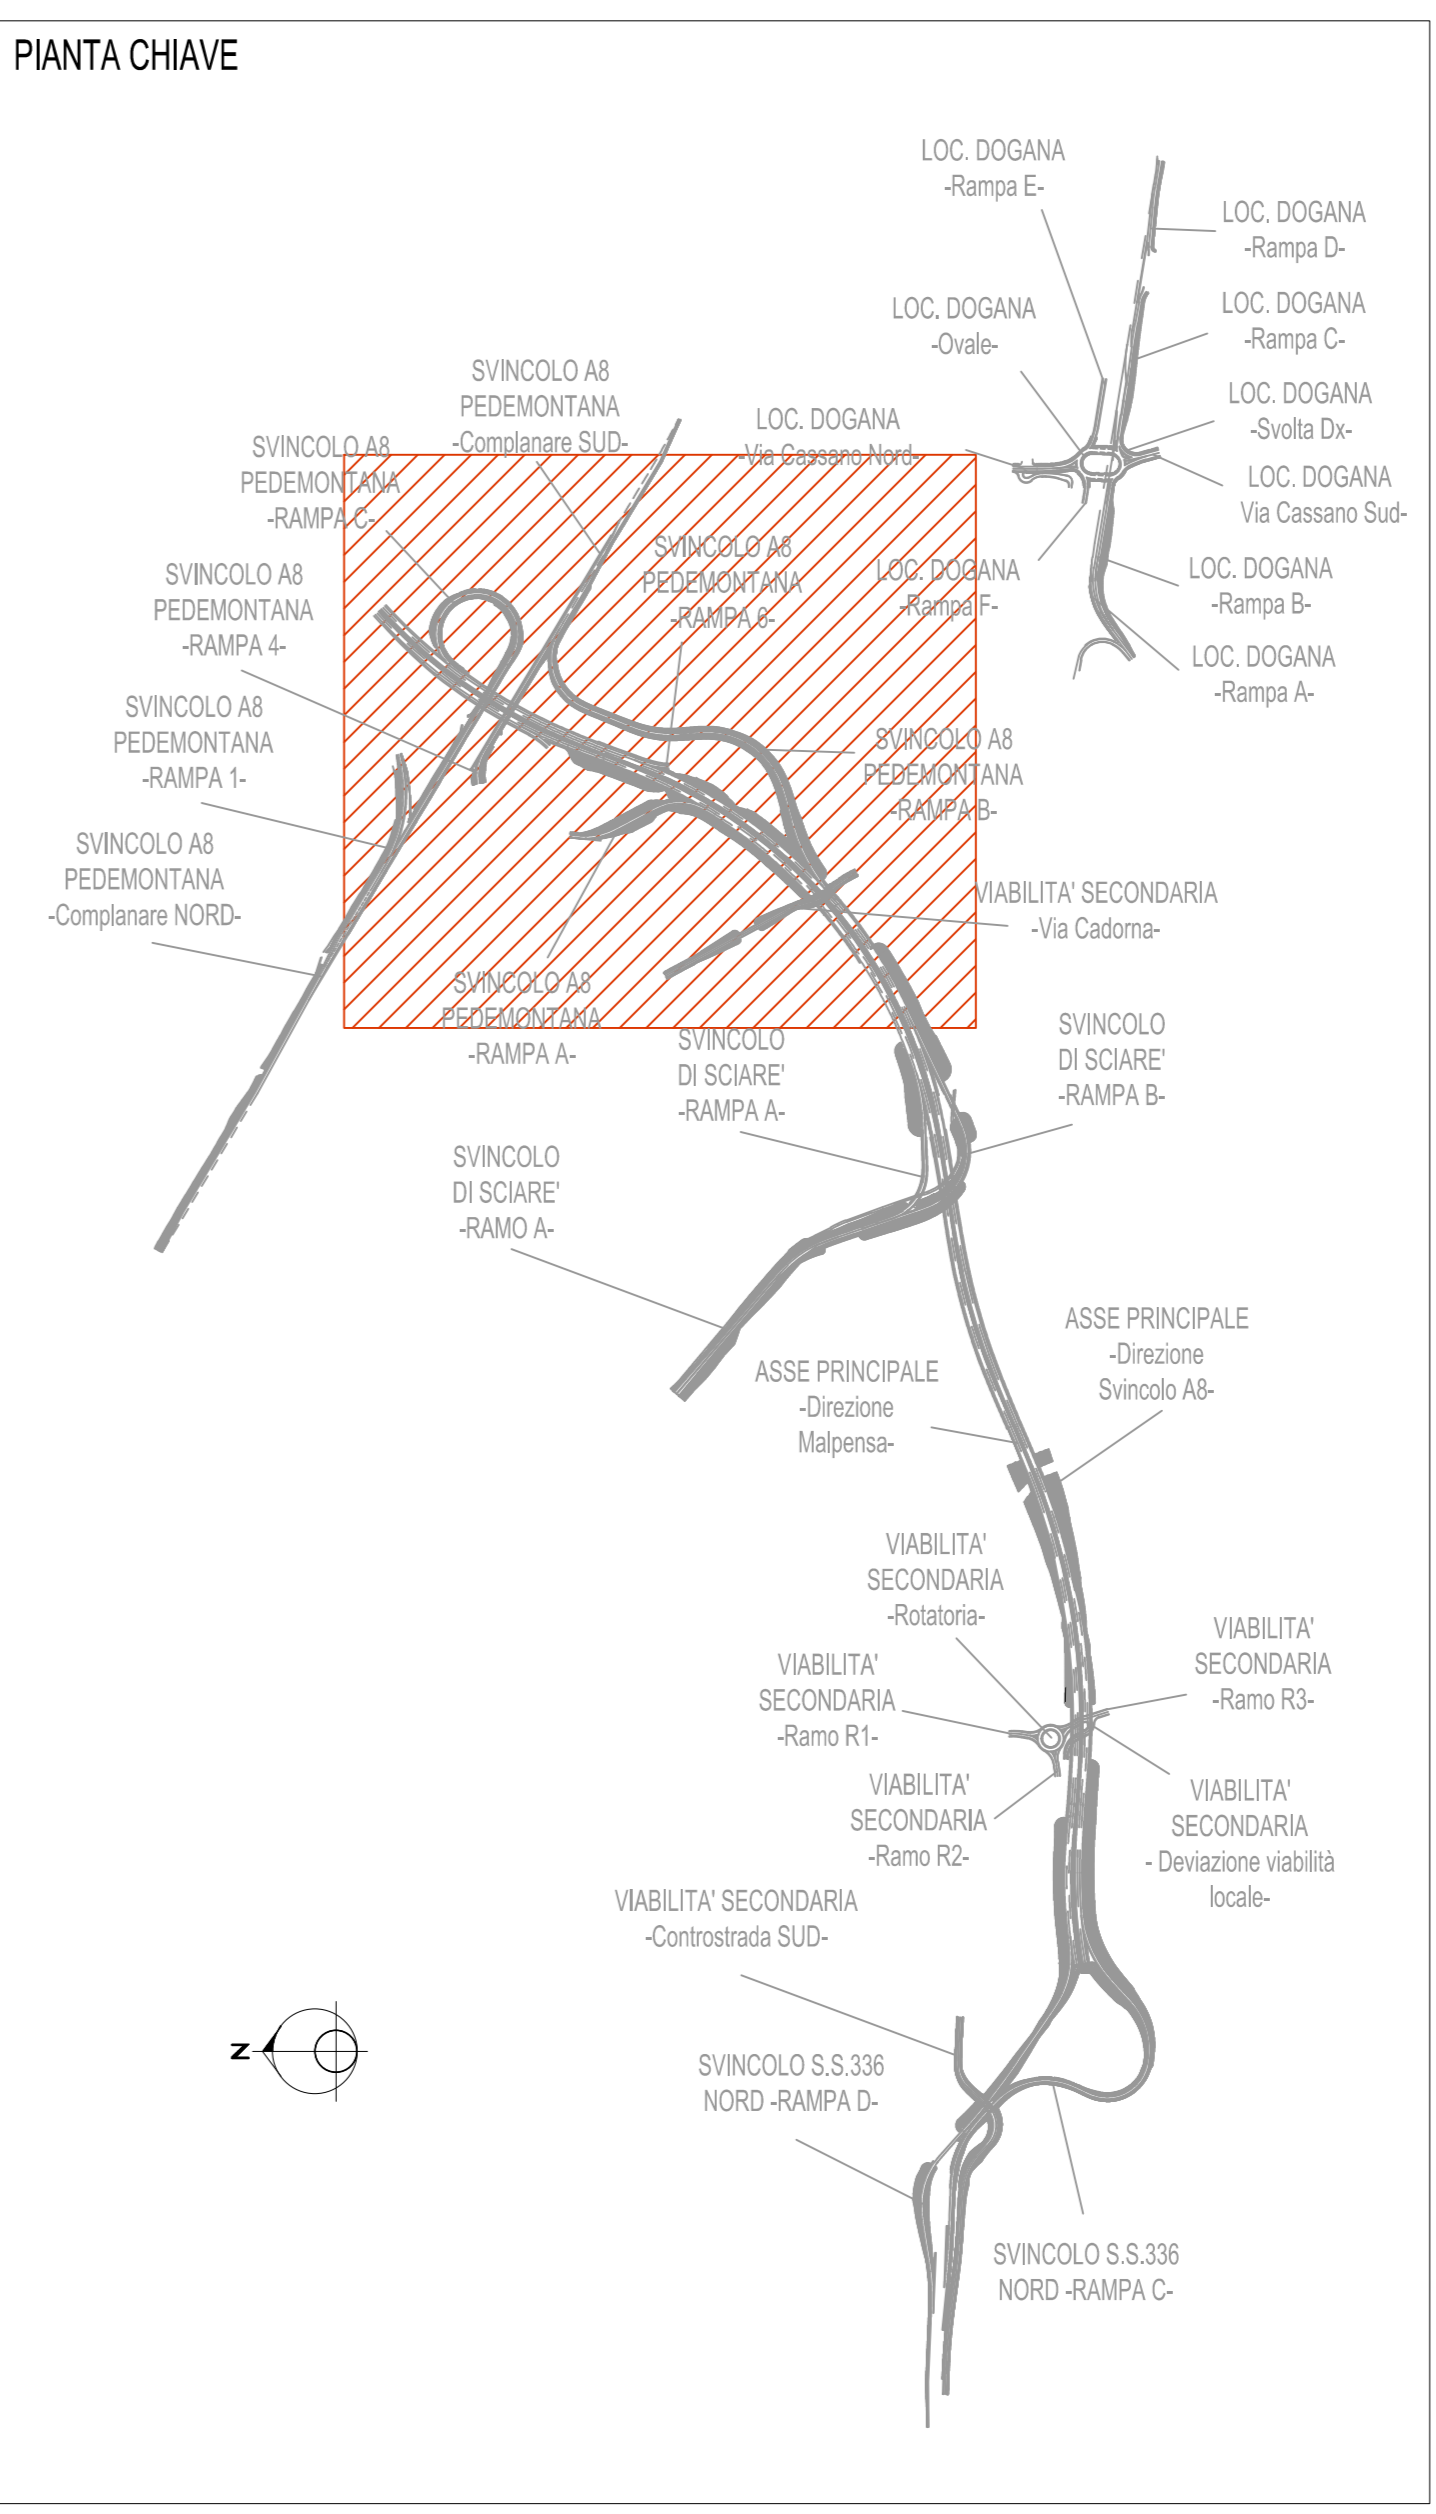 PIANTA CHIAVE
LOC. DOGANA
-Rampa E-
LOC. DOGANA
-Rampa D-
LOC. DOGANA
-Ovale-
LOC. DOGANA
-Rampa C-
SVINCOLO A8
PEDEMONTANA
-Complanare SUD-
LOC. DOGANA
-Via Cassano Nord-
LOC. DOGANA
-Svolta Dx-
SVINCOLO A8
PEDEMONTANA
-RAMPA C-
LOC. DOGANA
Via Cassano Sud-
SVINCOLO A8
PEDEMONTANA
-RAMPA 6-
LOC. DOGANA
-Rampa F-
LOC. DOGANA
-Rampa B-
SVINCOLO A8
PEDEMONTANA
-RAMPA 4-
LOC. DOGANA
-Rampa A-
SVINCOLO A8
PEDEMONTANA
-RAMPA 1-
SVINCOLO A8
PEDEMONTANA
-RAMPA B-
SVINCOLO A8
PEDEMONTANA
-Complanare NORD-
VIABILITA' SECONDARIA
-Via Cadorna-
SVINCOLO A8
PEDEMONTANA
-RAMPA A-
SVINCOLO
DI SCIARE'
-RAMPA A-
SVINCOLO
DI SCIARE'
-RAMPA B-
SVINCOLO
DI SCIARE'
-RAMO A-
ASSE PRINCIPALE
-Direzione
Svincolo A8-
ASSE PRINCIPALE
-Direzione
Malpensa-
VIABILITA'
SECONDARIA
-Rotatoria-
VIABILITA'
SECONDARIA
-Ramo R3-
VIABILITA'
SECONDARIA
-Ramo R1-
VIABILITA'
SECONDARIA
-Ramo R2-
VIABILITA'
SECONDARIA
- Deviazione viabilità
locale-
VIABILITA' SECONDARIA
-Controstrada SUD-
N
SVINCOLO S.S.336
NORD -RAMPA D-
SVINCOLO S.S.336
NORD -RAMPA C-